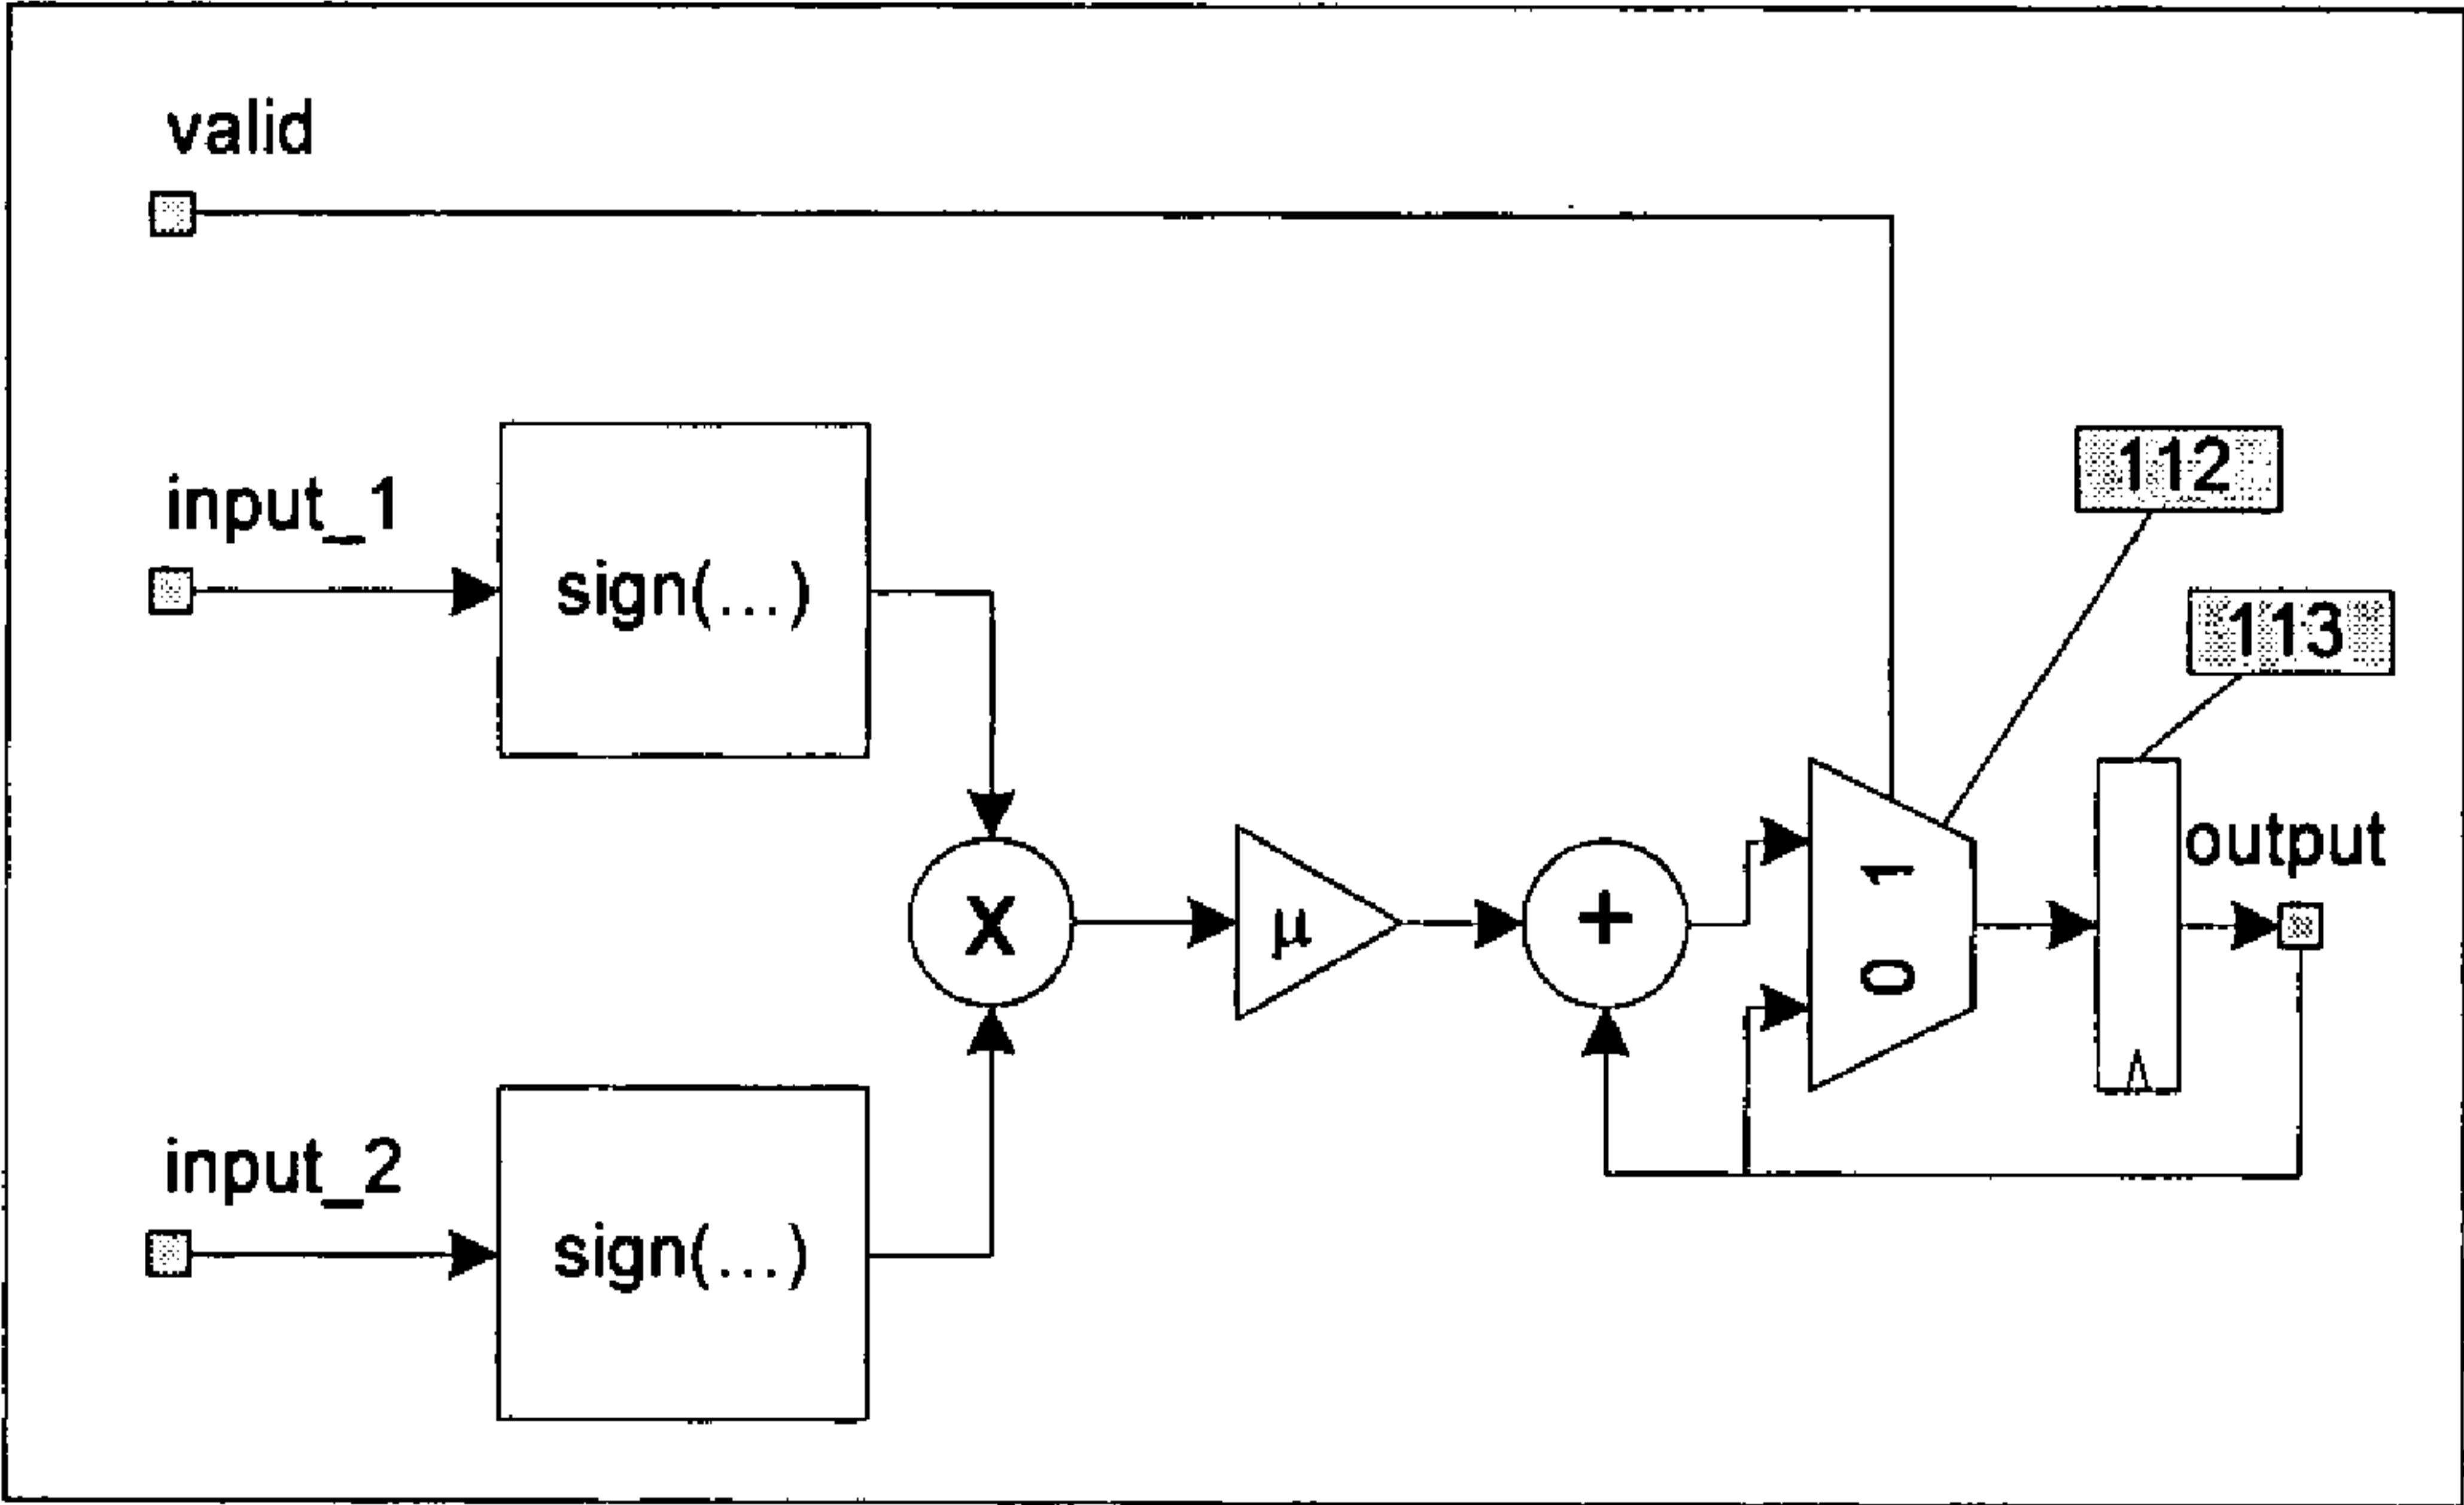 valid
input_1
sign(...)
112
113
output
X
μ
+
1
0
input_2
sign(...)